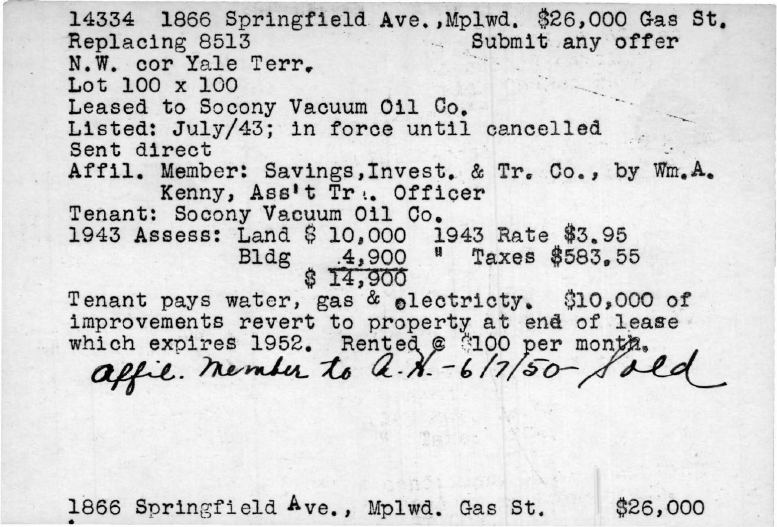 14334 1866 Springfield Ave.,Mplwd. $26,000 Gas St.
Replacing 8513 Submit any offer
N.W. cor Yale Terr.
Lot 100 x 100
Leased to Socony Vacuum Oil Co.
Listed: July/43; in force until cancelled
Sent direct
Affil. Member: Savings,Invest. & Tr. Co., by Wm.A.
Kenny, Ass't Tr.. Officer
Tenant: Socony Vacuum Oil Co.
1943 Assess: Land $ 10,000 1943 Rate $3.95
Bldg 4,900 " Taxes $583.55
$ 14,900
Tenant pays water, gas & electricty. $10,000 of
improvements revert to property at end of lease
which expires 1952. Rented @ $100 per month.
Affil. Member to A.H. - 6/7/50 - Sold
1866 Springfield Ave., Mplwd. Gas St. $26,000